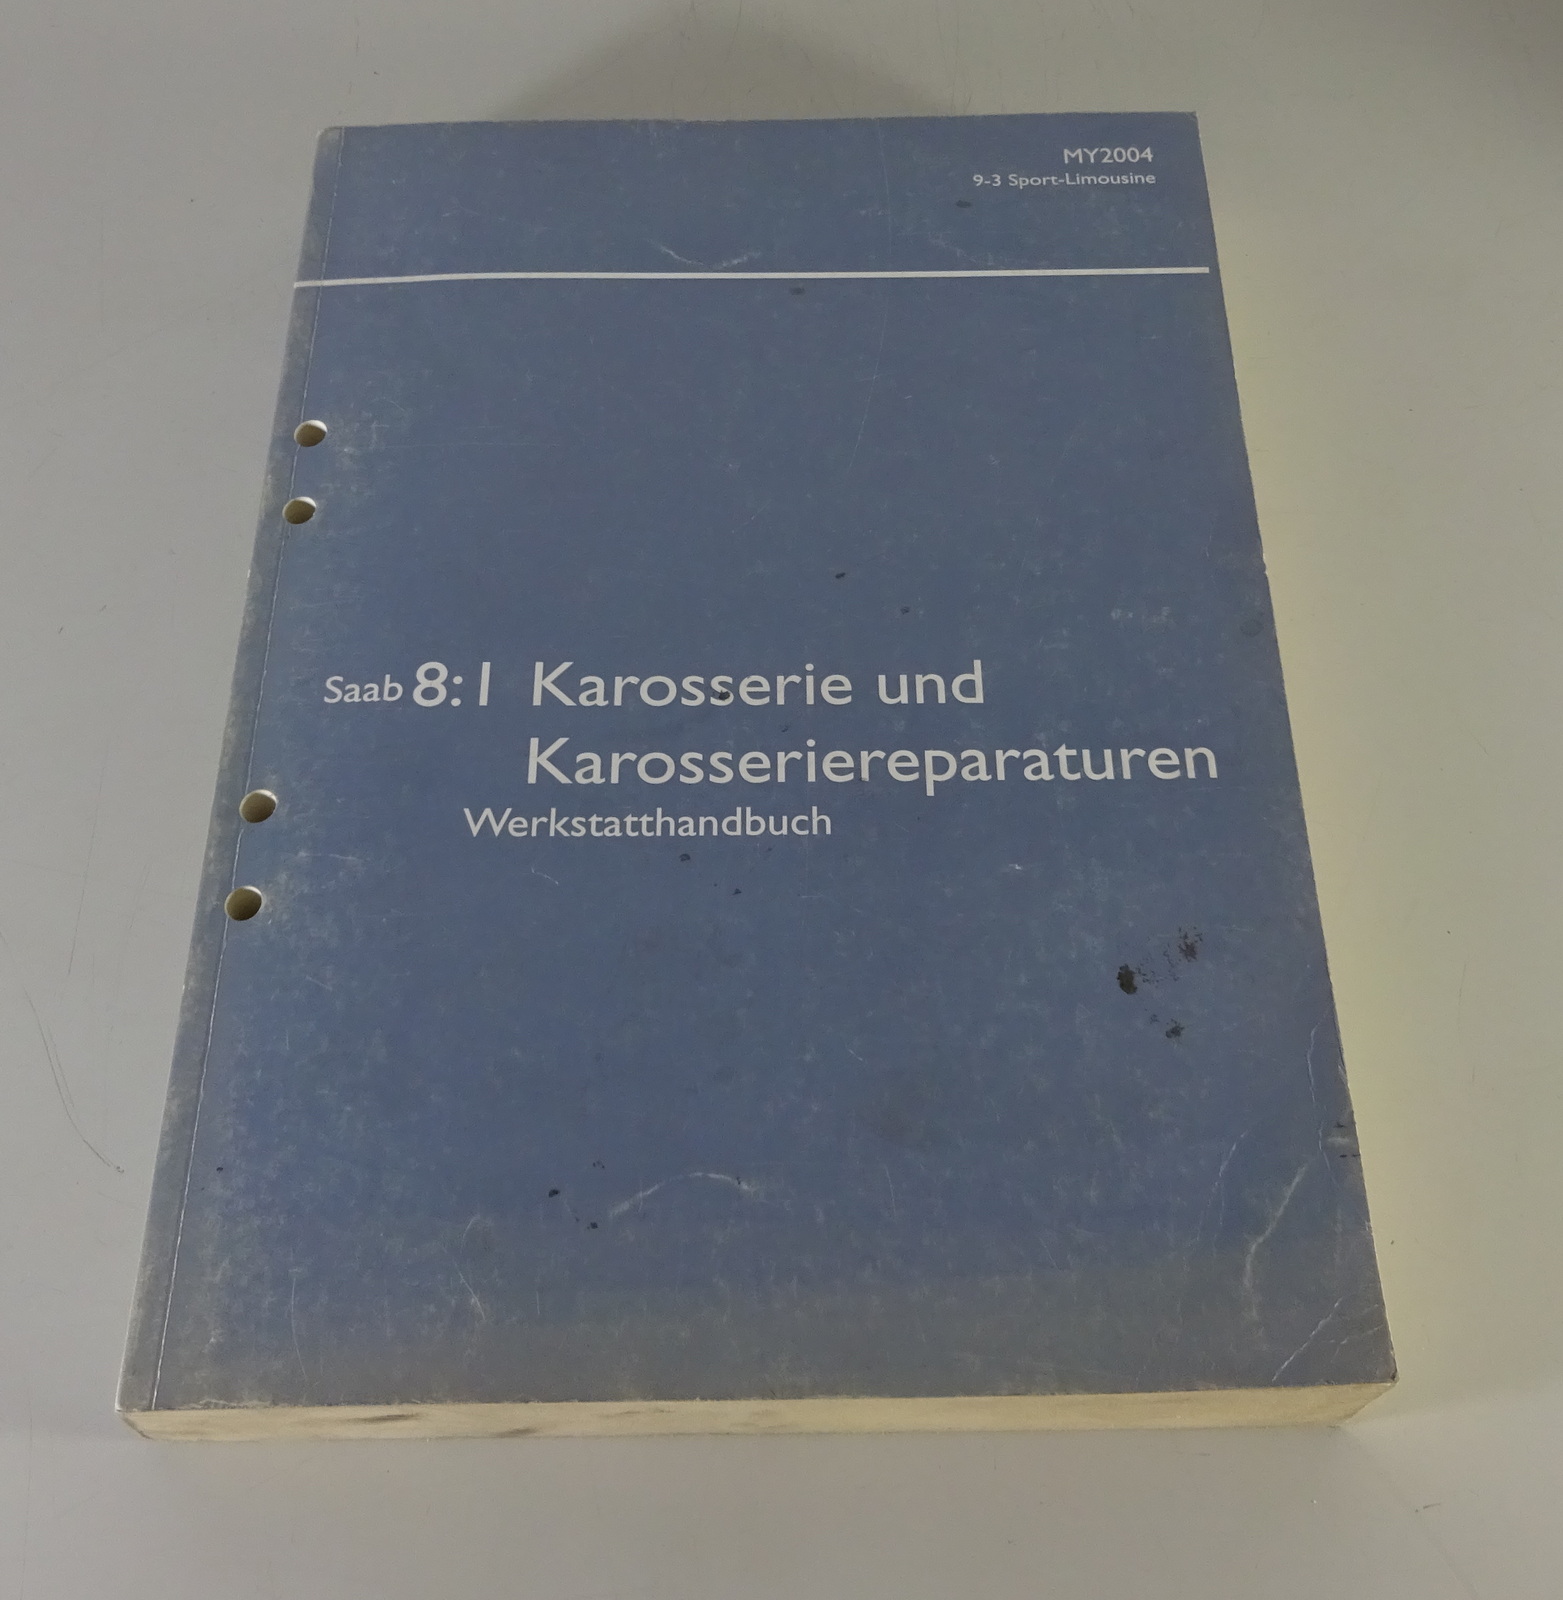 MY2004
9-3 Sport-Limousine
Saab 8:1 Karosserie und
Karosseriereparaturen
Werkstatthandbuch